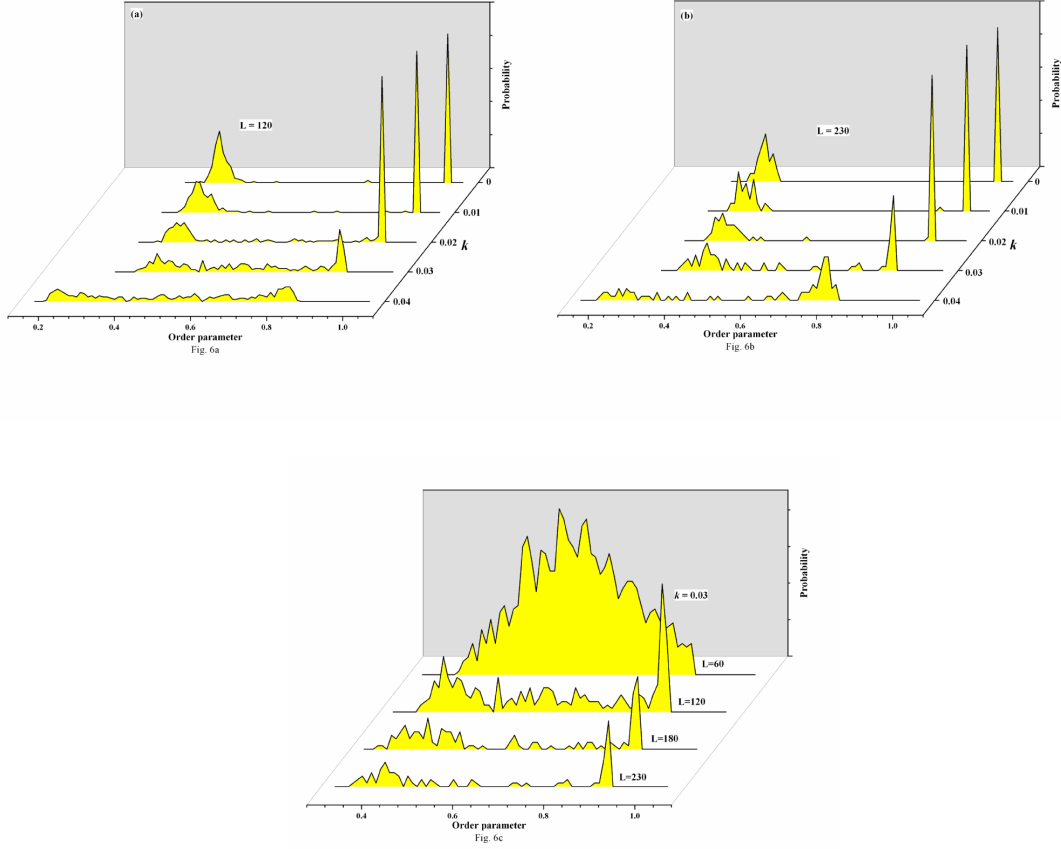 (a)
L = 120
Probability
0
0.01
0.02
k
0.03
0.04
0.2
0.4
0.6
0.8
1.0
Order parameter
Fig. 6a
(b)
L = 230
Probability
0
0.01
0.02
k
0.03
0.04
0.2
0.4
0.6
0.8
1.0
Order parameter
Fig. 6b
k = 0.03
Probability
L=60
L=120
L=180
L=230
0.4
0.6
0.8
1.0
Order parameter
Fig. 6c